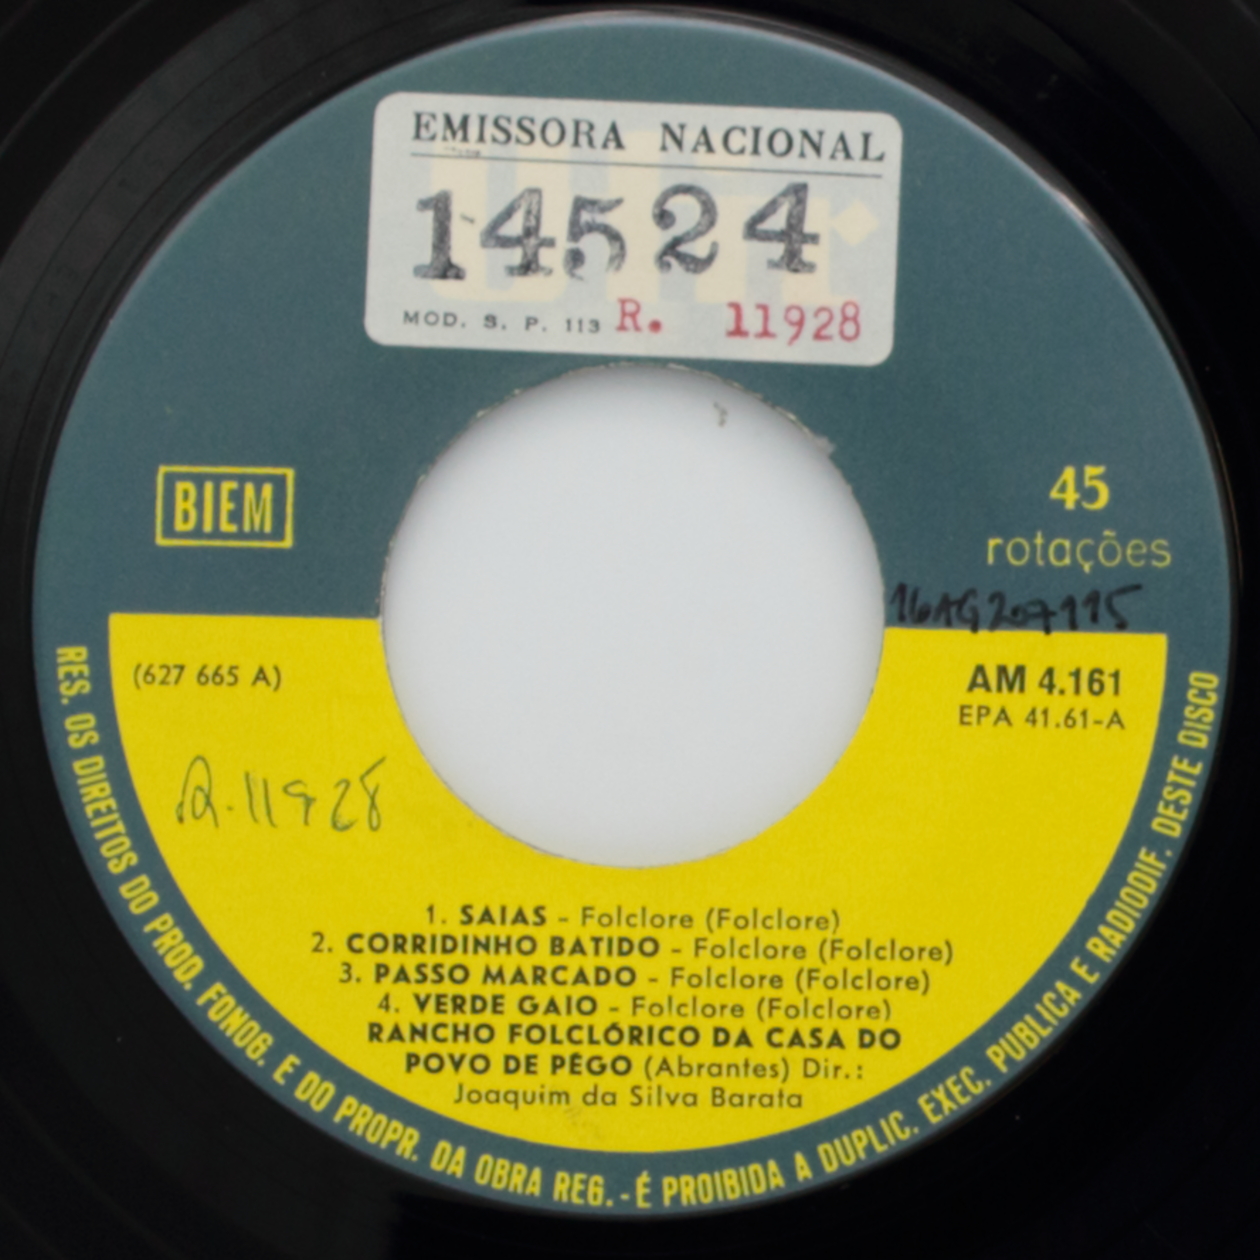 EMISSORA NACIONAL
14524
MOD. S. P. 113 R. 11928
BIEM
45
rotações
16AG207115
(627 665 A)
AM 4.161
EPA 41.61-A
R. 11928
1. SAIAS - Folclore (Folclore)
2. CORRIDINHO BATIDO - Folclore (Folclore)
3. PASSO MARCADO - Folclore (Folclore)
4. VERDE GAIO - Folclore (Folclore)
RANCHO FOLCLÓRICO DA CASA DO
POVO DE PÊGO (Abrantes) Dir.:
Joaquim da Silva Barata
RES. OS DIREITOS DO PROD. FONOG. E DO PROPR. DA OBRA REG. - É PROIBIDA A DUPLIC. EXEC. PUBLICA E RADIODIF. DESTE DISCO